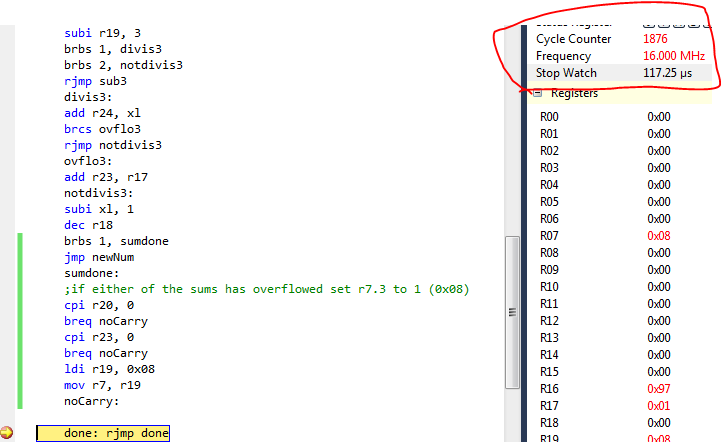 subi r19, 3
brbs 1, divis3
brbs 2, notdivis3
rjmp sub3
divis3:
add r24, xl
brcs ovflo3
rjmp notdivis3
ovflo3:
add r23, r17
notdivis3:
subi xl, 1
dec r18
brbs 1, sumdone
jmp newNum
sumdone:
;if either of the sums has overflowed set r7.3 to 1 (0x08)
cpi r20, 0
breq noCarry
cpi r23, 0
breq noCarry
ldi r19, 0x08
mov r7, r19
noCarry:
done: rjmp done
Status Register
Cycle Counter 1876
Frequency 16.000 MHz
Stop Watch 117.25 µs
Registers
R00 0x00
R01 0x00
R02 0x00
R03 0x00
R04 0x00
R05 0x00
R06 0x00
R07 0x08
R08 0x00
R09 0x00
R10 0x00
R11 0x00
R12 0x00
R13 0x00
R14 0x00
R15 0x00
R16 0x97
R17 0x01
R18 0x00
R19 0x08